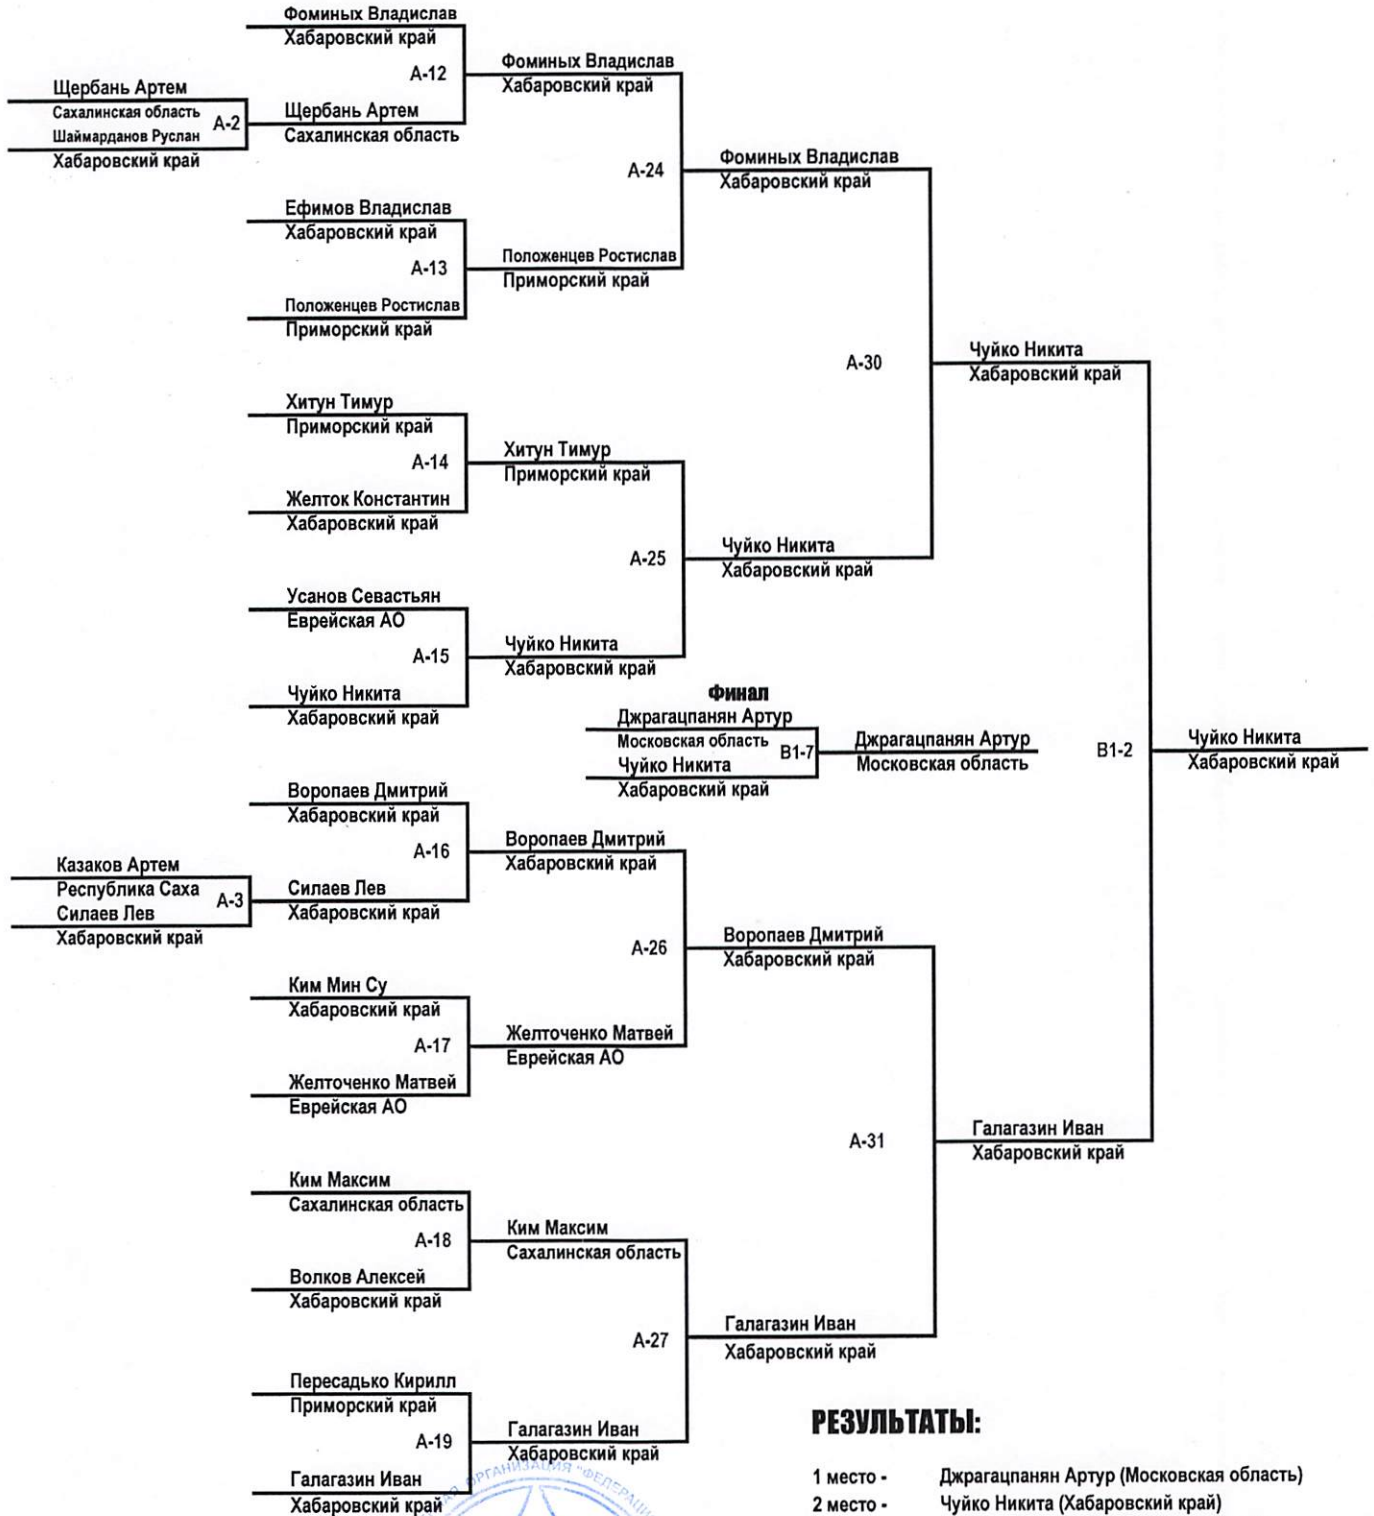 Фоминых Владислав
Хабаровский край
А-12
Щербань Артем
Сахалинская область
А-2
Шаймарданов Руслан
Хабаровский край
Щербань Артем
Сахалинская область
Фоминых Владислав
Хабаровский край
А-24
Ефимов Владислав
Хабаровский край
А-13
Положенцев Ростислав
Приморский край
Положенцев Ростислав
Приморский край
Фоминых Владислав
Хабаровский край
А-30
Хитун Тимур
Приморский край
А-14
Желток Константин
Хабаровский край
Хитун Тимур
Приморский край
А-25
Усанов Севастьян
Еврейская АО
А-15
Чуйко Никита
Хабаровский край
Чуйко Никита
Хабаровский край
Чуйко Никита
Хабаровский край
Чуйко Никита
Хабаровский край
Финал
Джрагацпанян Артур
Московская область
В1-7
Чуйко Никита
Хабаровский край
Джрагацпанян Артур
Московская область
В1-2
Чуйко Никита
Хабаровский край
Воропаев Дмитрий
Хабаровский край
А-16
Казаков Артем
Республика Саха
А-3
Силаев Лев
Хабаровский край
Силаев Лев
Хабаровский край
Воропаев Дмитрий
Хабаровский край
А-26
Ким Мин Су
Хабаровский край
А-17
Желточенко Матвей
Еврейская АО
Желточенко Матвей
Еврейская АО
Воропаев Дмитрий
Хабаровский край
А-31
Ким Максим
Сахалинская область
А-18
Волков Алексей
Хабаровский край
Ким Максим
Сахалинская область
А-27
Пересадько Кирилл
Приморский край
А-19
Галагазин Иван
Хабаровский край
Галагазин Иван
Хабаровский край
Галагазин Иван
Хабаровский край
Галагазин Иван
Хабаровский край
РЕЗУЛЬТАТЫ:
1 место - Джрагацпанян Артур (Московская область)
2 место - Чуйко Никита (Хабаровский край)
ОРГАНИЗАЦИЯ